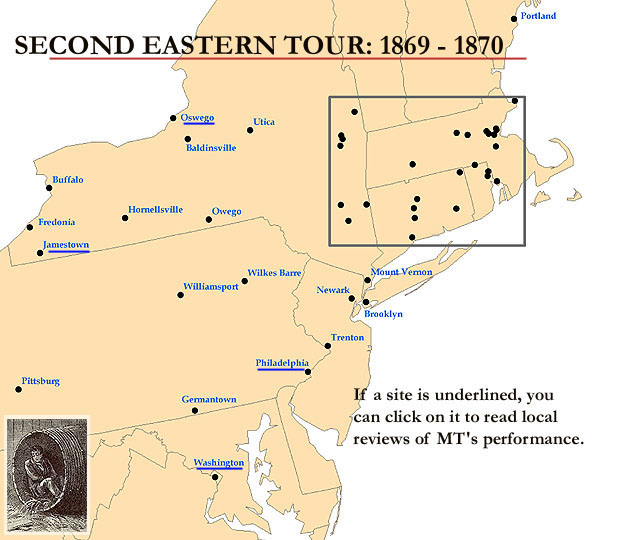 Portland
SECOND EASTERN TOUR: 1869 - 1870
Oswego
Utica
Baldinsville
Buffalo
Hornellsville
Owego
Fredonia
Jamestown
Wilkes Barre
Mount Vernon
Williamsport
Newark
Brooklyn
Trenton
Philadelphia
Pittsburg
Germantown
If a site is underlined, you
can click on it to read local
reviews of MT's performance.
Washington